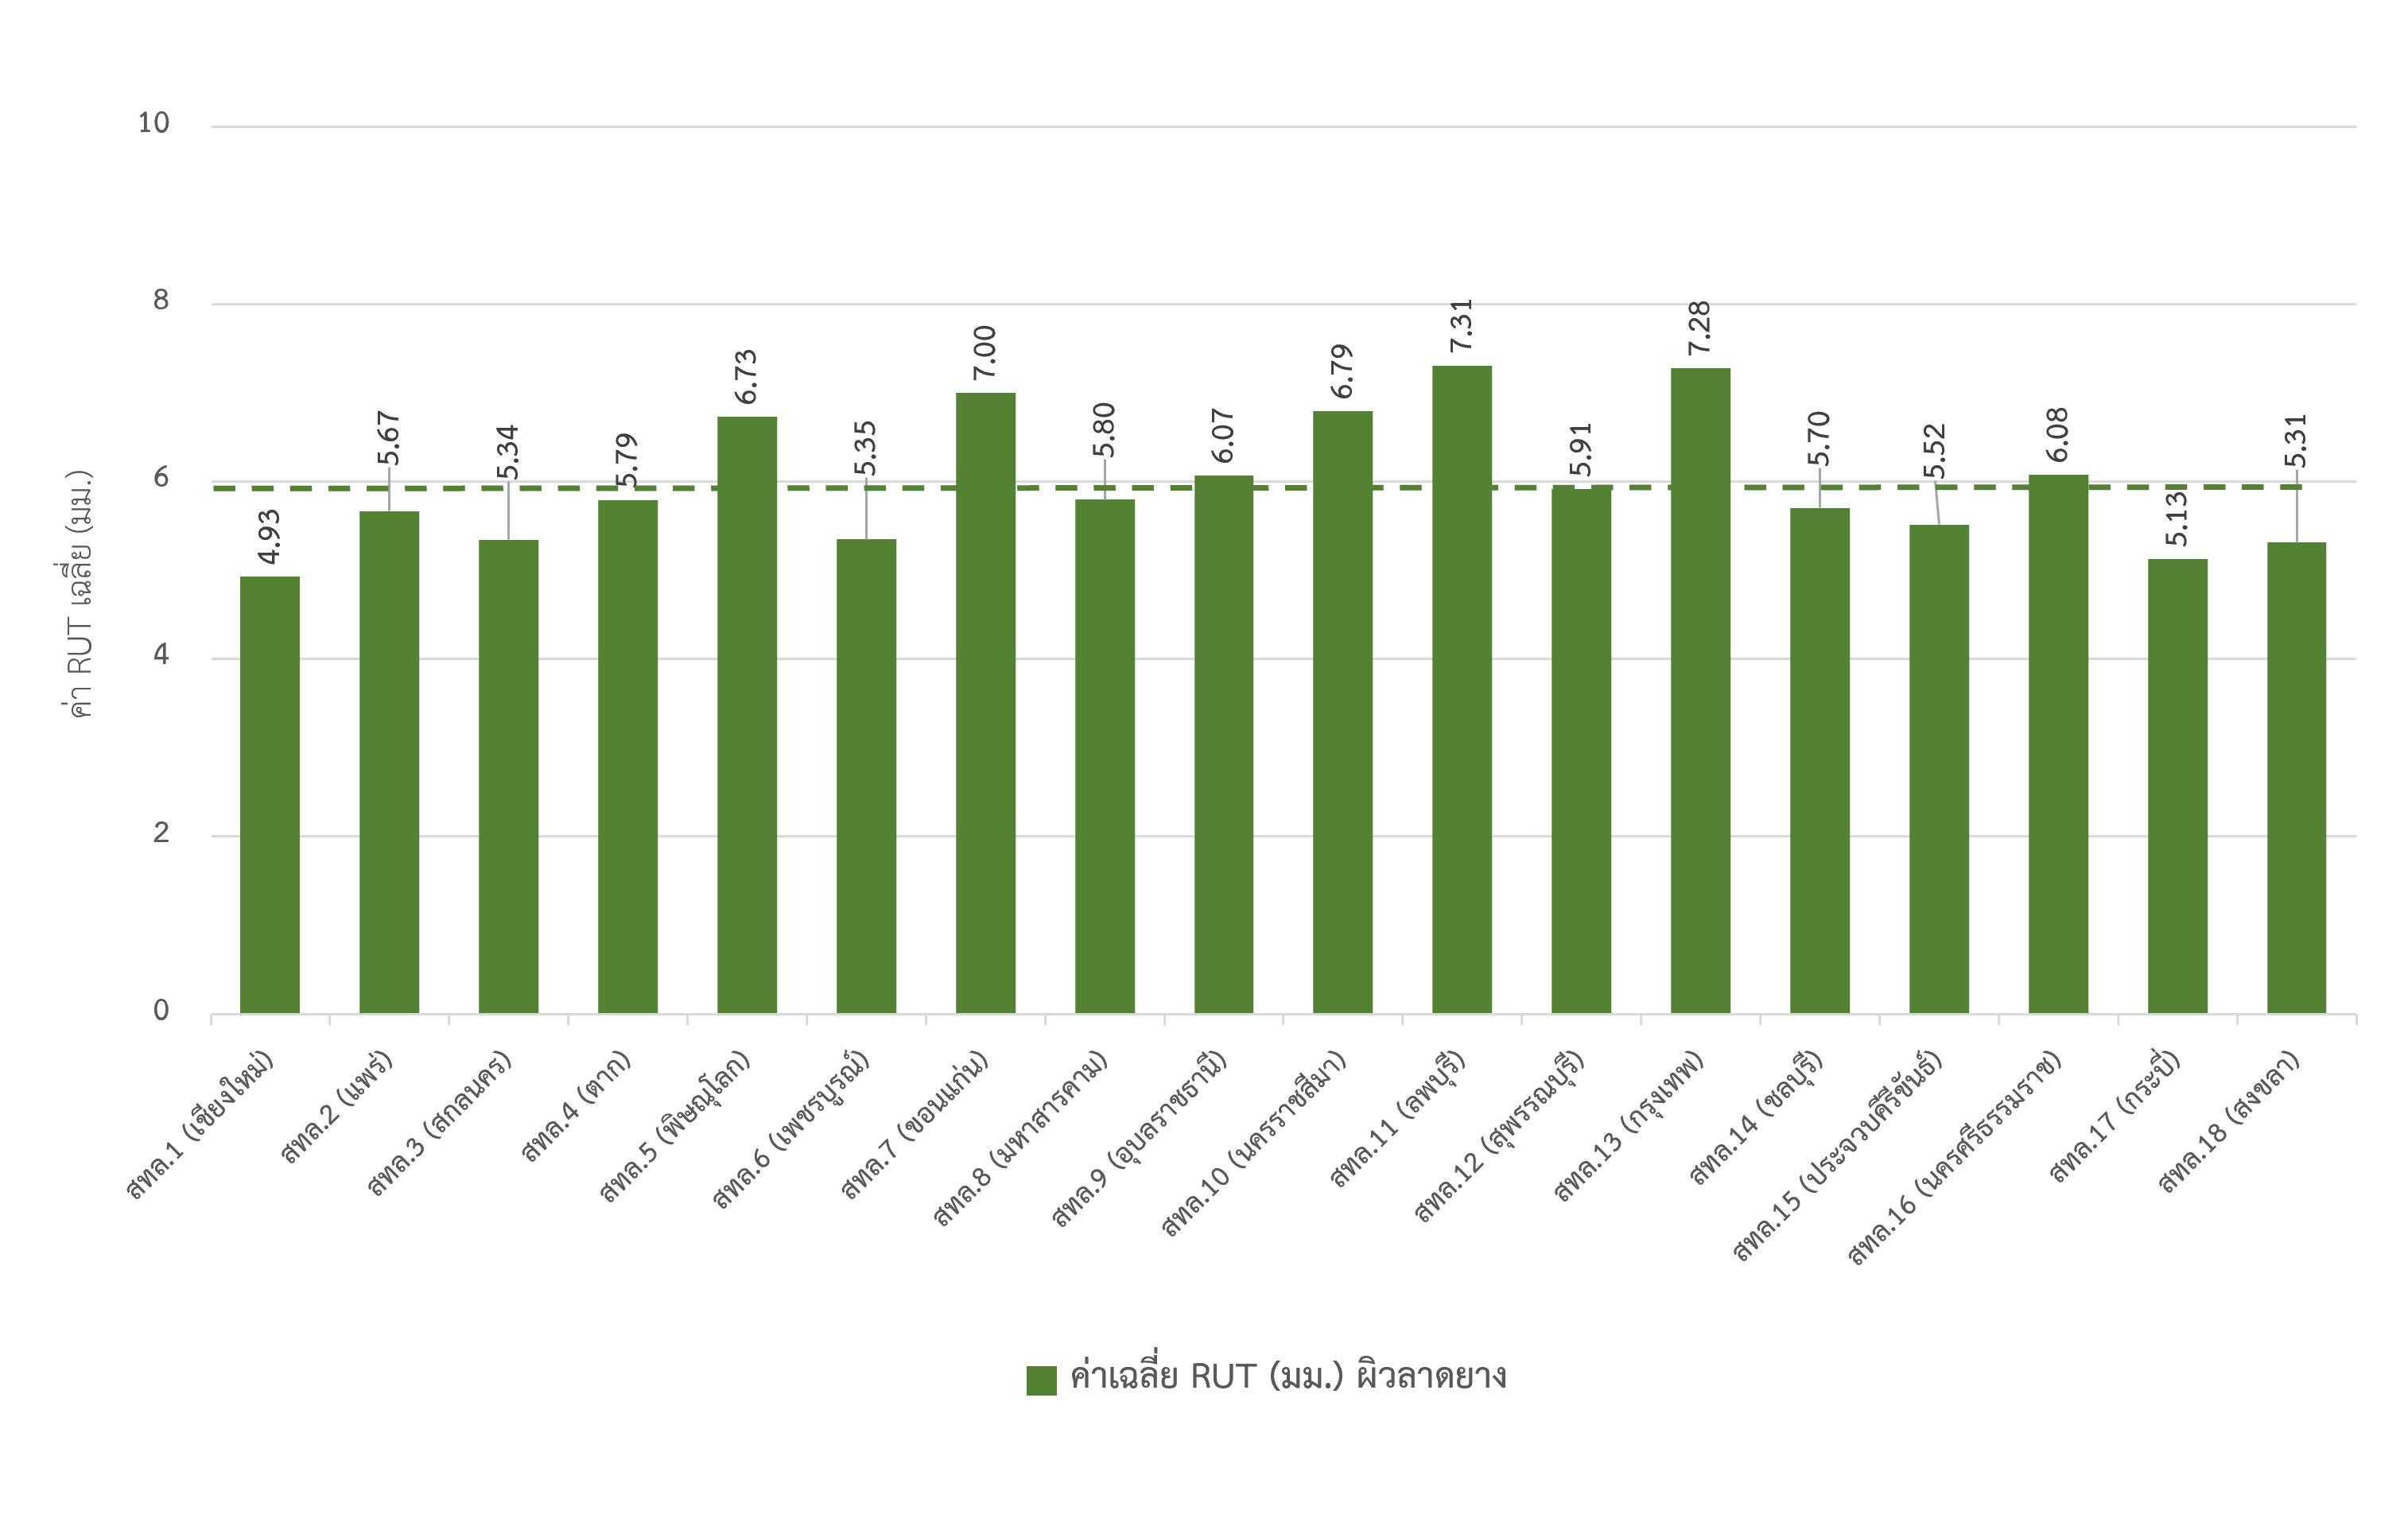 10
8
6
4
2
0
ค่า RUT เฉลี่ย (มม.)
4.93
5.67
5.34
5.79
6.73
5.35
7.00
5.80
6.07
6.79
7.31
5.91
7.28
5.70
5.52
6.08
5.13
5.31
สทล.1 (เชียงใหม่)
สทล.2 (แพร่)
สทล.3 (สกลนคร)
สทล.4 (ตาก)
สทล.5 (พิษณุโลก)
สทล.6 (เพชรบูรณ์)
สทล.7 (ขอนแก่น)
สทล.8 (มหาสารคาม)
สทล.9 (อุบลราชธานี)
สทล.10 (นครราชสีมา)
สทล.11 (ลพบุรี)
สทล.12 (สุพรรณบุรี)
สทล.13 (กรุงเทพ)
สทล.14 (ชลบุรี)
สทล.15 (ประจวบคีรีขันธ์)
สทล.16 (นครศรีธรรมราช)
สทล.17 (กระบี่)
สทล.18 (สงขลา)
ค่าเฉลี่ย RUT (มม.) ผิวลาดยาง